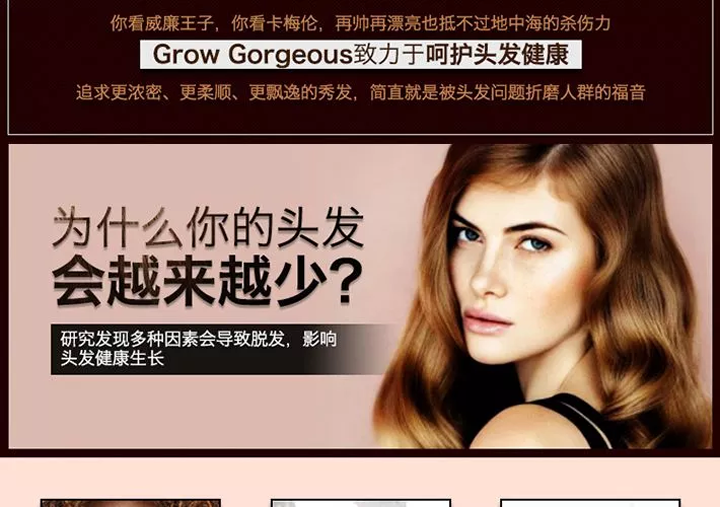 你看威廉王子，你看卡梅伦，再帅再漂亮也抵不过地中海的杀伤力
Grow Gorgeous致力于呵护头发健康
追求更浓密、更柔顺、更飘逸的秀发，简直就是被头发问题折磨人群的福音
为什么你的头发
会越来越少?
研究发现多种因素会导致脱发，影响
头发健康生长